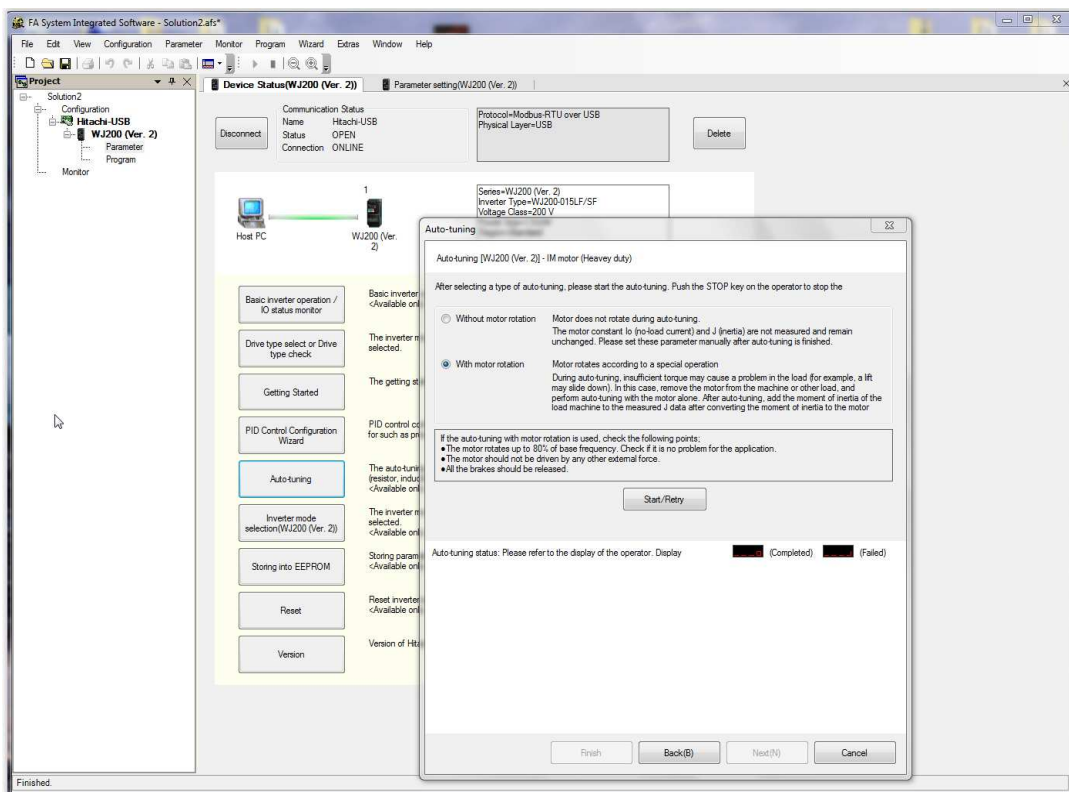 FA System Integrated Software - Solution2.afs*
File Edit View Configuration Parameter Monitor Program Wizard Extras Window Help
Project
Solution2
Configuration
Hitachi-USB
WJ200 (Ver. 2)
Parameter
Program
Monitor
Device Status(WJ200 (Ver. 2))
Parameter setting(WJ200 (Ver. 2))
Disconnect
Communication Status
Name Hitachi-USB
Status OPEN
Connection ONLINE
Protocol=Modbus-RTU over USB
Physical Layer=USB
Delete
Host PC
1
WJ200 (Ver.
2)
Series=WJ200 (Ver. 2)
Inverter Type=WJ200-015LF/SF
Voltage Class=200 V
Basic inverter operation /
IO status monitor
Basic inverter
<Available onl
Drive type select or Drive
type check
The inverter m
selected.
Getting Started
The getting st
PID Control Configuration
Wizard
PID control co
for such as pr
Auto-tuning
The auto-tunin
(resistor, induc
<Available onl
Inverter mode
selection(WJ200 (Ver. 2))
The inverter m
selected.
<Available onl
Storing into EEPROM
Storing param
<Available onl
Reset
Reset inverter
<Available onl
Version
Version of Hita
Auto-tuning
Auto-tuning [WJ200 (Ver. 2)] - IM motor (Heavey duty)
After selecting a type of auto-tuning, please start the auto-tuning. Push the STOP key on the operator to stop the
Without motor rotation
Motor does not rotate during auto-tuning.
The motor constant Io (no-load current) and J (inertia) are not measured and remain
unchanged. Please set these parameter manually after auto-tuning is finished.
With motor rotation
Motor rotates according to a special operation
During auto-tuning, insufficient torque may cause a problem in the load (for example, a lift
may slide down). In this case, remove the motor from the machine or other load, and
perform auto-tuning with the motor alone. After auto-tuning, add the moment of inertia of the
load machine to the measured J data after converting the moment of inertia to the motor
If the auto-tuning with motor rotation is used, check the following points;
●The motor rotates up to 80% of base frequency. Check if it is no problem for the application.
●The motor should not be driven by any other external force.
●All the brakes should be released.
Start/Retry
Auto-tuning status: Please refer to the display of the operator. Display
(Completed)
(Failed)
Finish
Back(B)
Next(N)
Cancel
Finished.